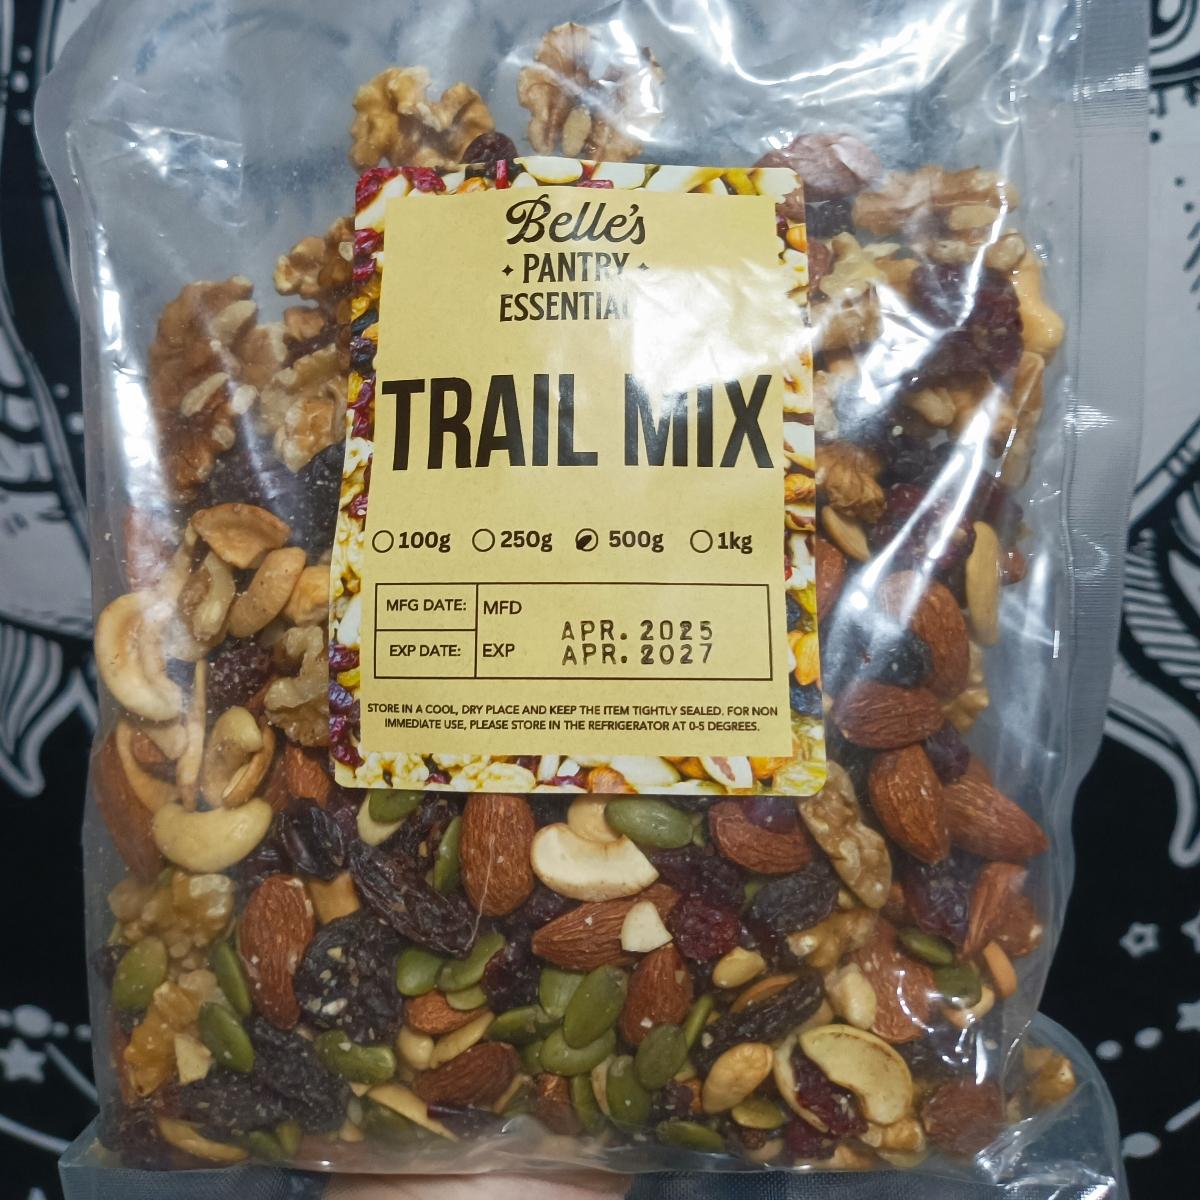 Belle's
PANTRY
TRAIL MIX
100g 250g 500g 1kg
MFG DATE: MFD APR. 2025
EXP DATE: EXP APR. 2027
STORE IN A COOL, DRY PLACE AND KEEP THE ITEM TIGHTLY SEALED. FOR NON
IMMEDIATE USE, PLEASE STORE IN THE REFRIGERATOR AT 0-5 DEGREES.